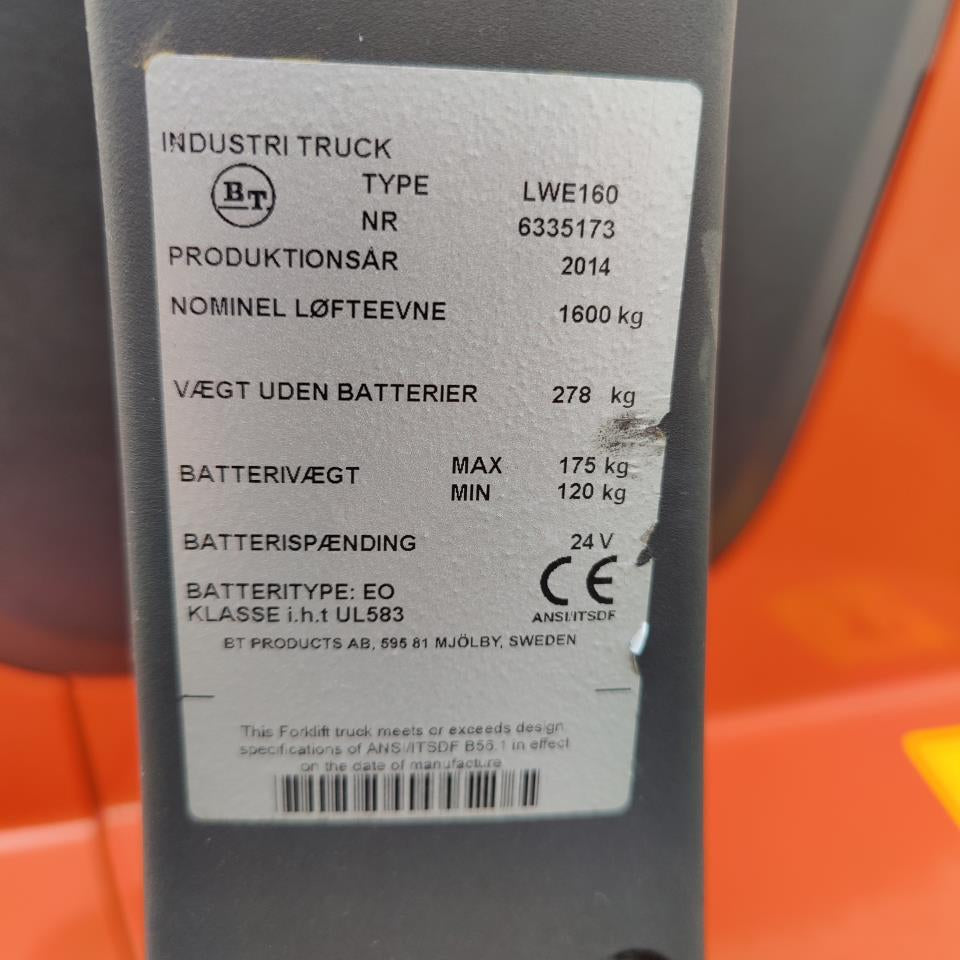 INDUSTRI TRUCK
BT TYPE LWE160
NR 6335173
PRODUKTIONSÅR 2014
NOMINEL LØFTEEVNE 1600 kg
VÆGT UDEN BATTERIER 278 kg
BATTERIVÆGT MAX 175 kg
MIN 120 kg
BATTERISPÆNDING 24 V
BATTERITYPE: EO CE
KLASSE i.h.t UL583 ANSI/ITSDF
BT PRODUCTS AB, 595 81 MJÖLBY, SWEDEN
This Forklift truck meets or exceeds design
specifications of ANSI/ITSDF B56.1 in effect
on the date of manufacture